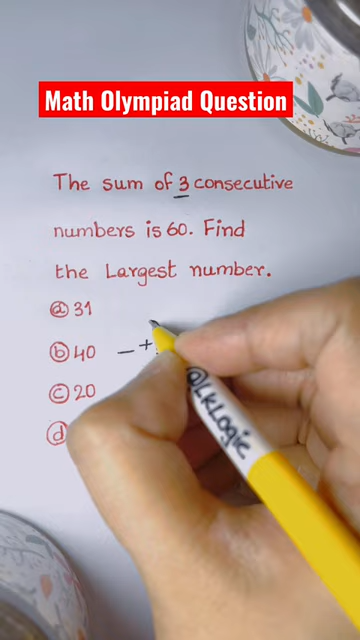 Math Olympiad Question
The sum of 3 consecutive
numbers is 60. Find
the Largest number.
ⓐ 31
ⓑ 40 — +
ⓒ 20
ⓓ
@LKLogic